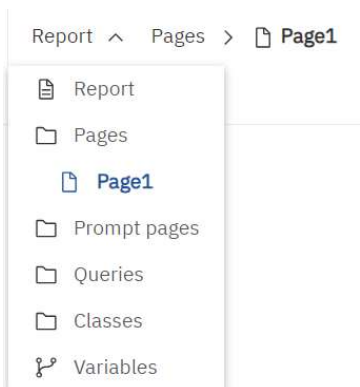 Report Pages > Page1
Report
Pages
Page1
Prompt pages
Queries
Classes
Variables